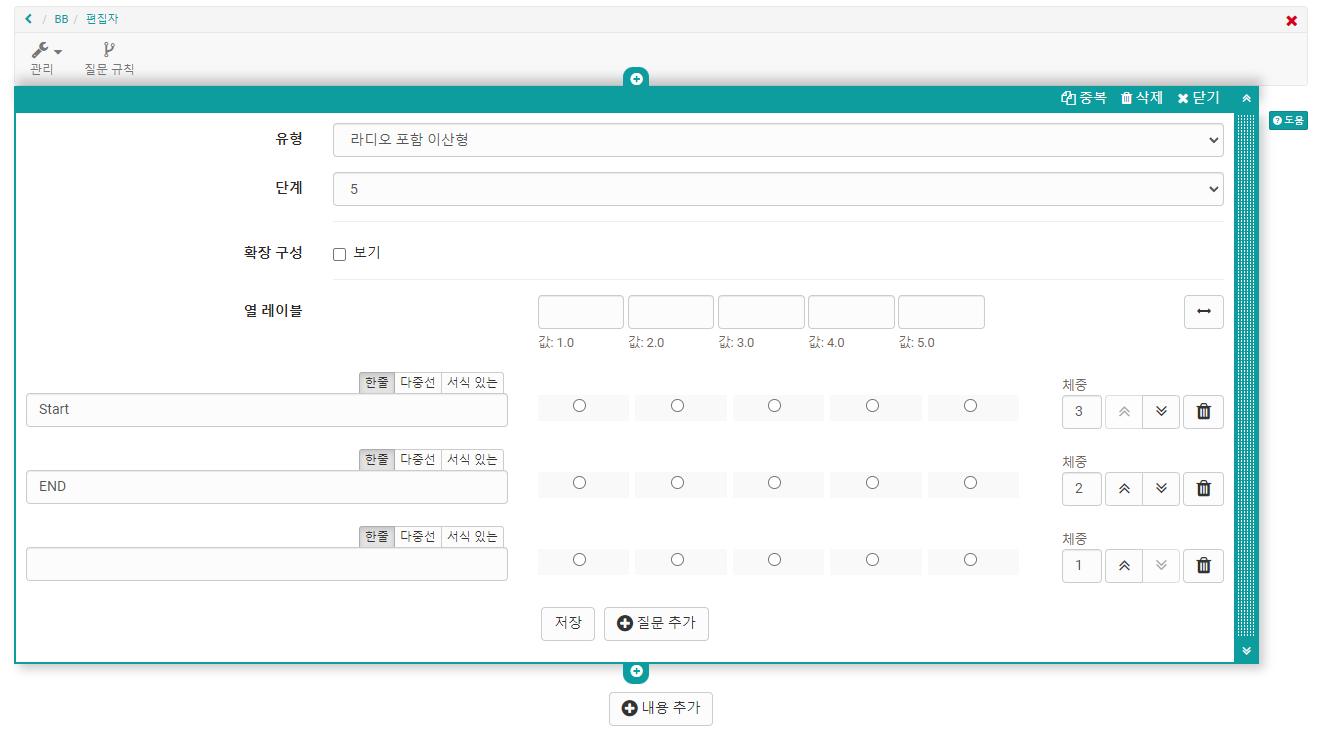 / BB / 편집자
관리 질문 규칙
중복 삭제 닫기
도움
유형 라디오 포함 이산형
단계 5
확장 구성 보기
열 레이블
값: 1.0 값: 2.0 값: 3.0 값: 4.0 값: 5.0
한줄 다중선 서식 있는 체중
Start 3
한줄 다중선 서식 있는 체중
END 2
한줄 다중선 서식 있는 체중
1
저장 질문 추가
내용 추가